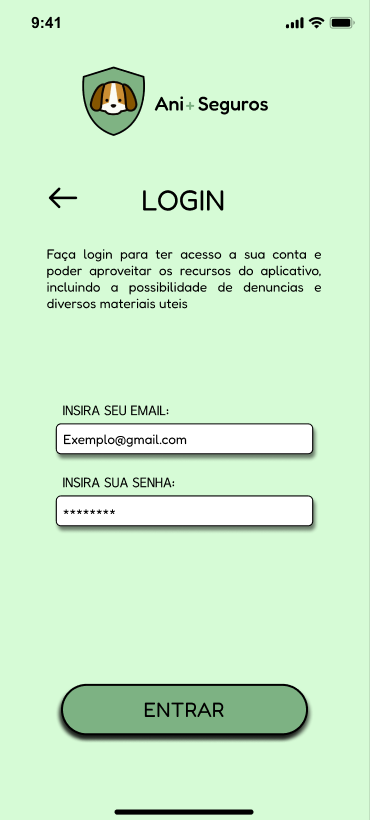 9:41
Ani+Seguros
LOGIN
Faça login para ter acesso a sua conta e
poder aproveitar os recursos do aplicativo,
incluindo a possibilidade de denuncias e
diversos materiais uteis
INSIRA SEU EMAIL:
Exemplo@gmail.com
INSIRA SUA SENHA:
********
ENTRAR